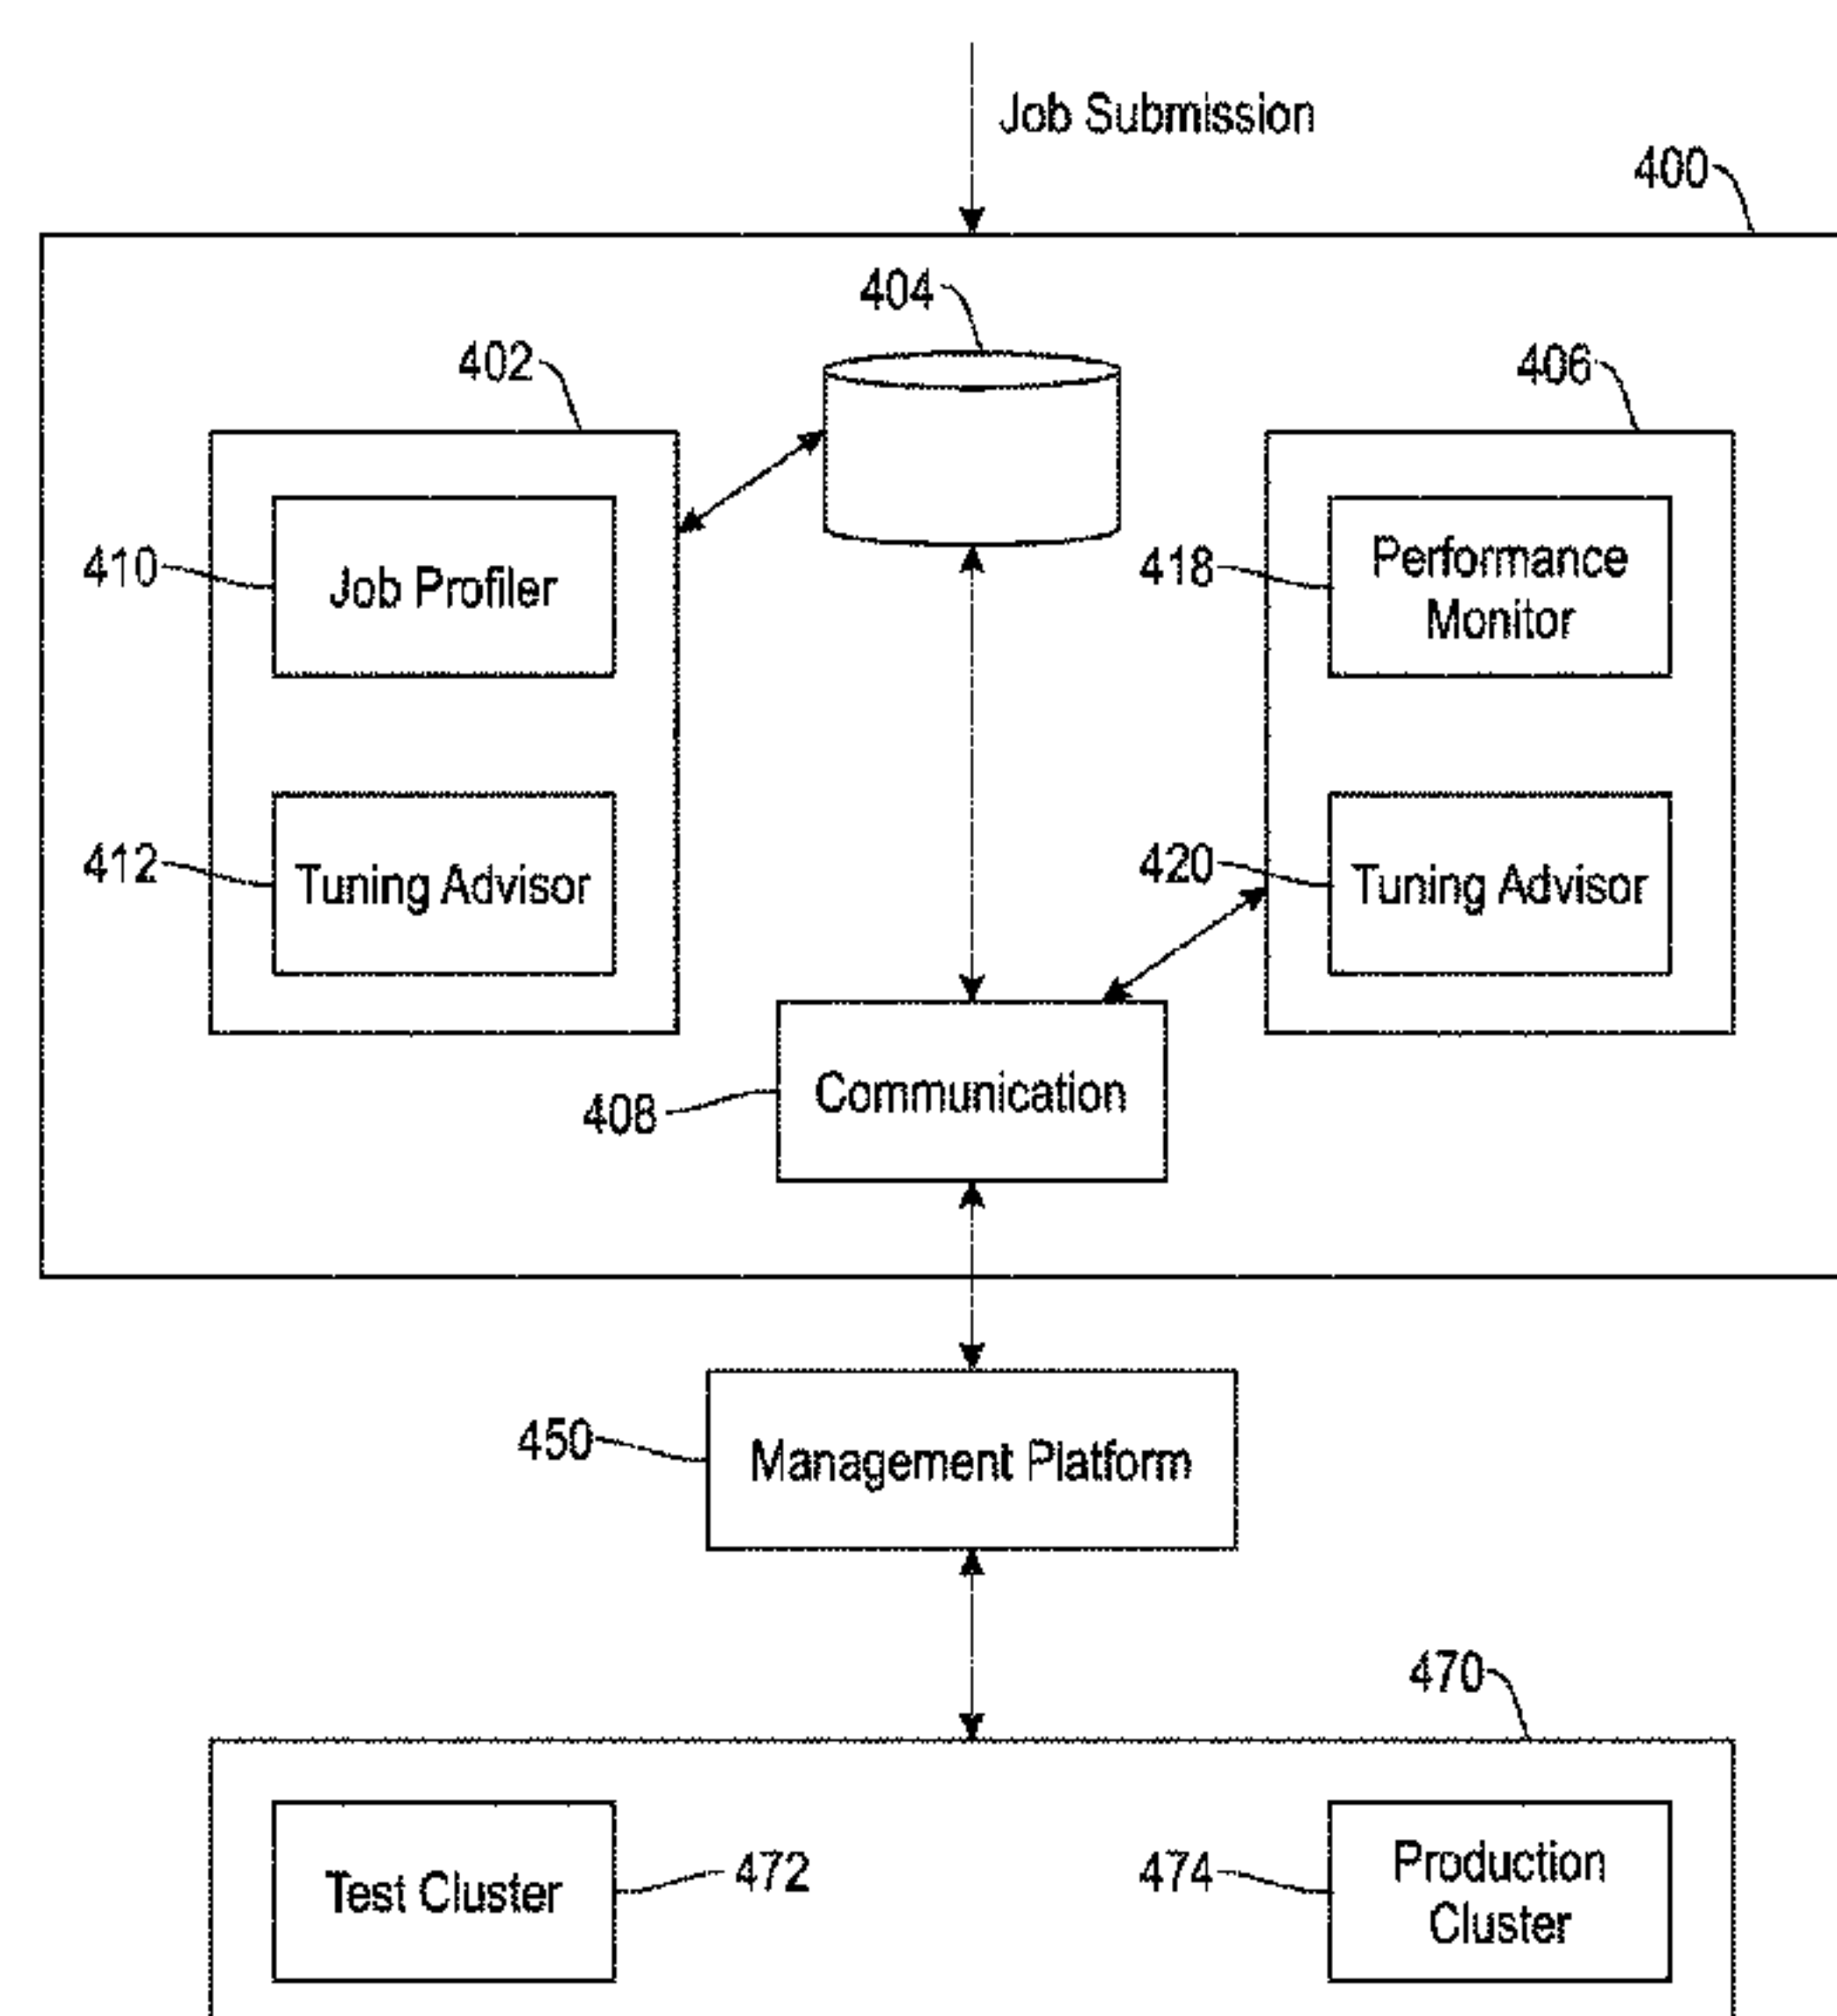 Job Submission
400
404
402
406
410
Job Profiler
418
Performance
Monitor
412
Tuning Advisor
420
Tuning Advisor
408
Communication
450
Management Platform
470
Test Cluster
472
474
Production
Cluster